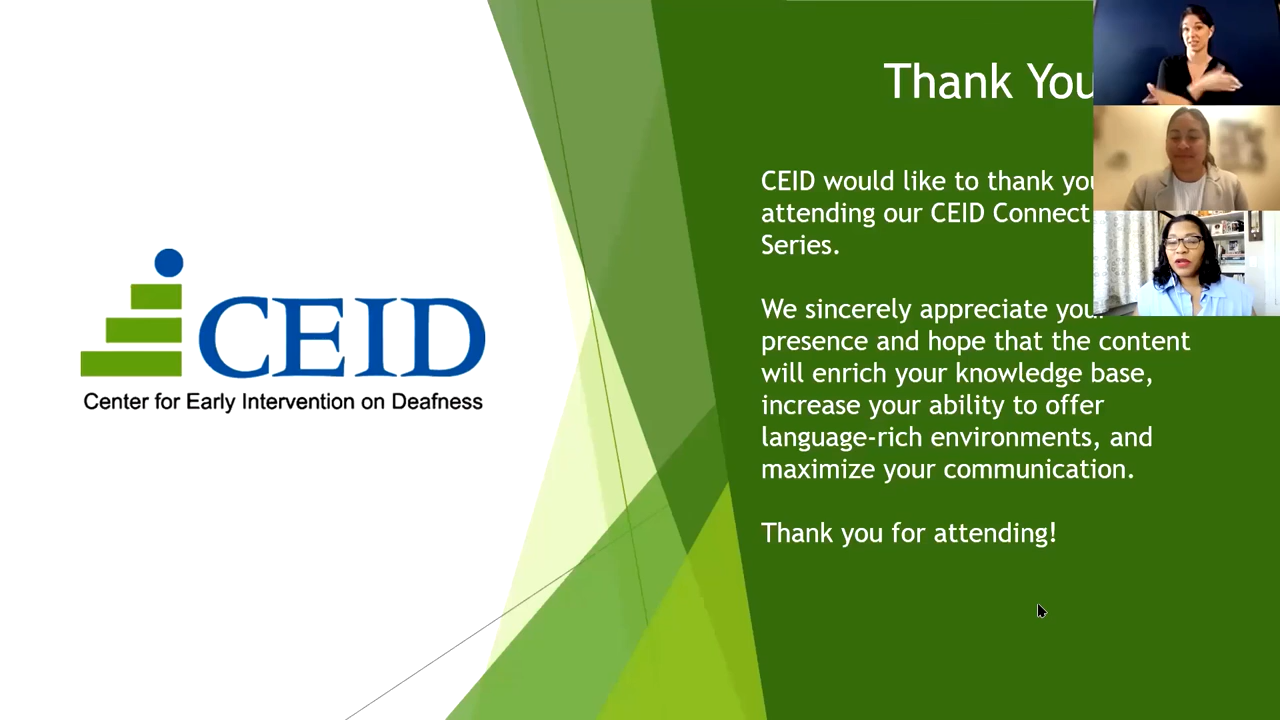 CEID
Center for Early Intervention on Deafness
Thank You
CEID would like to thank you
attending our CEID Connect
Series.
We sincerely appreciate your
presence and hope that the content
will enrich your knowledge base,
increase your ability to offer
language-rich environments, and
maximize your communication.
Thank you for attending!